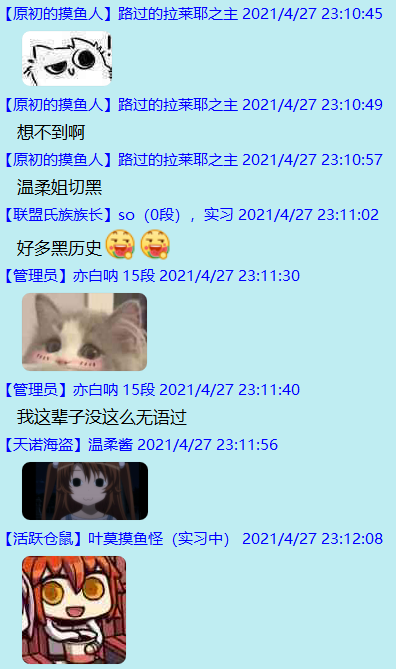 【原初的摸鱼人】路过的拉莱耶之主 2021/4/27 23:10:45
【原初的摸鱼人】路过的拉莱耶之主 2021/4/27 23:10:49
想不到啊
【原初的摸鱼人】路过的拉莱耶之主 2021/4/27 23:10:57
温柔姐切黑
【联盟氏族族长】so（0段），实习 2021/4/27 23:11:02
好多黑历史
【管理员】亦白呐 15段 2021/4/27 23:11:30
【管理员】亦白呐 15段 2021/4/27 23:11:40
我这辈子没这么无语过
【天诺海盗】温柔酱 2021/4/27 23:11:56
【活跃仓鼠】叶莫摸鱼怪（实习中） 2021/4/27 23:12:08